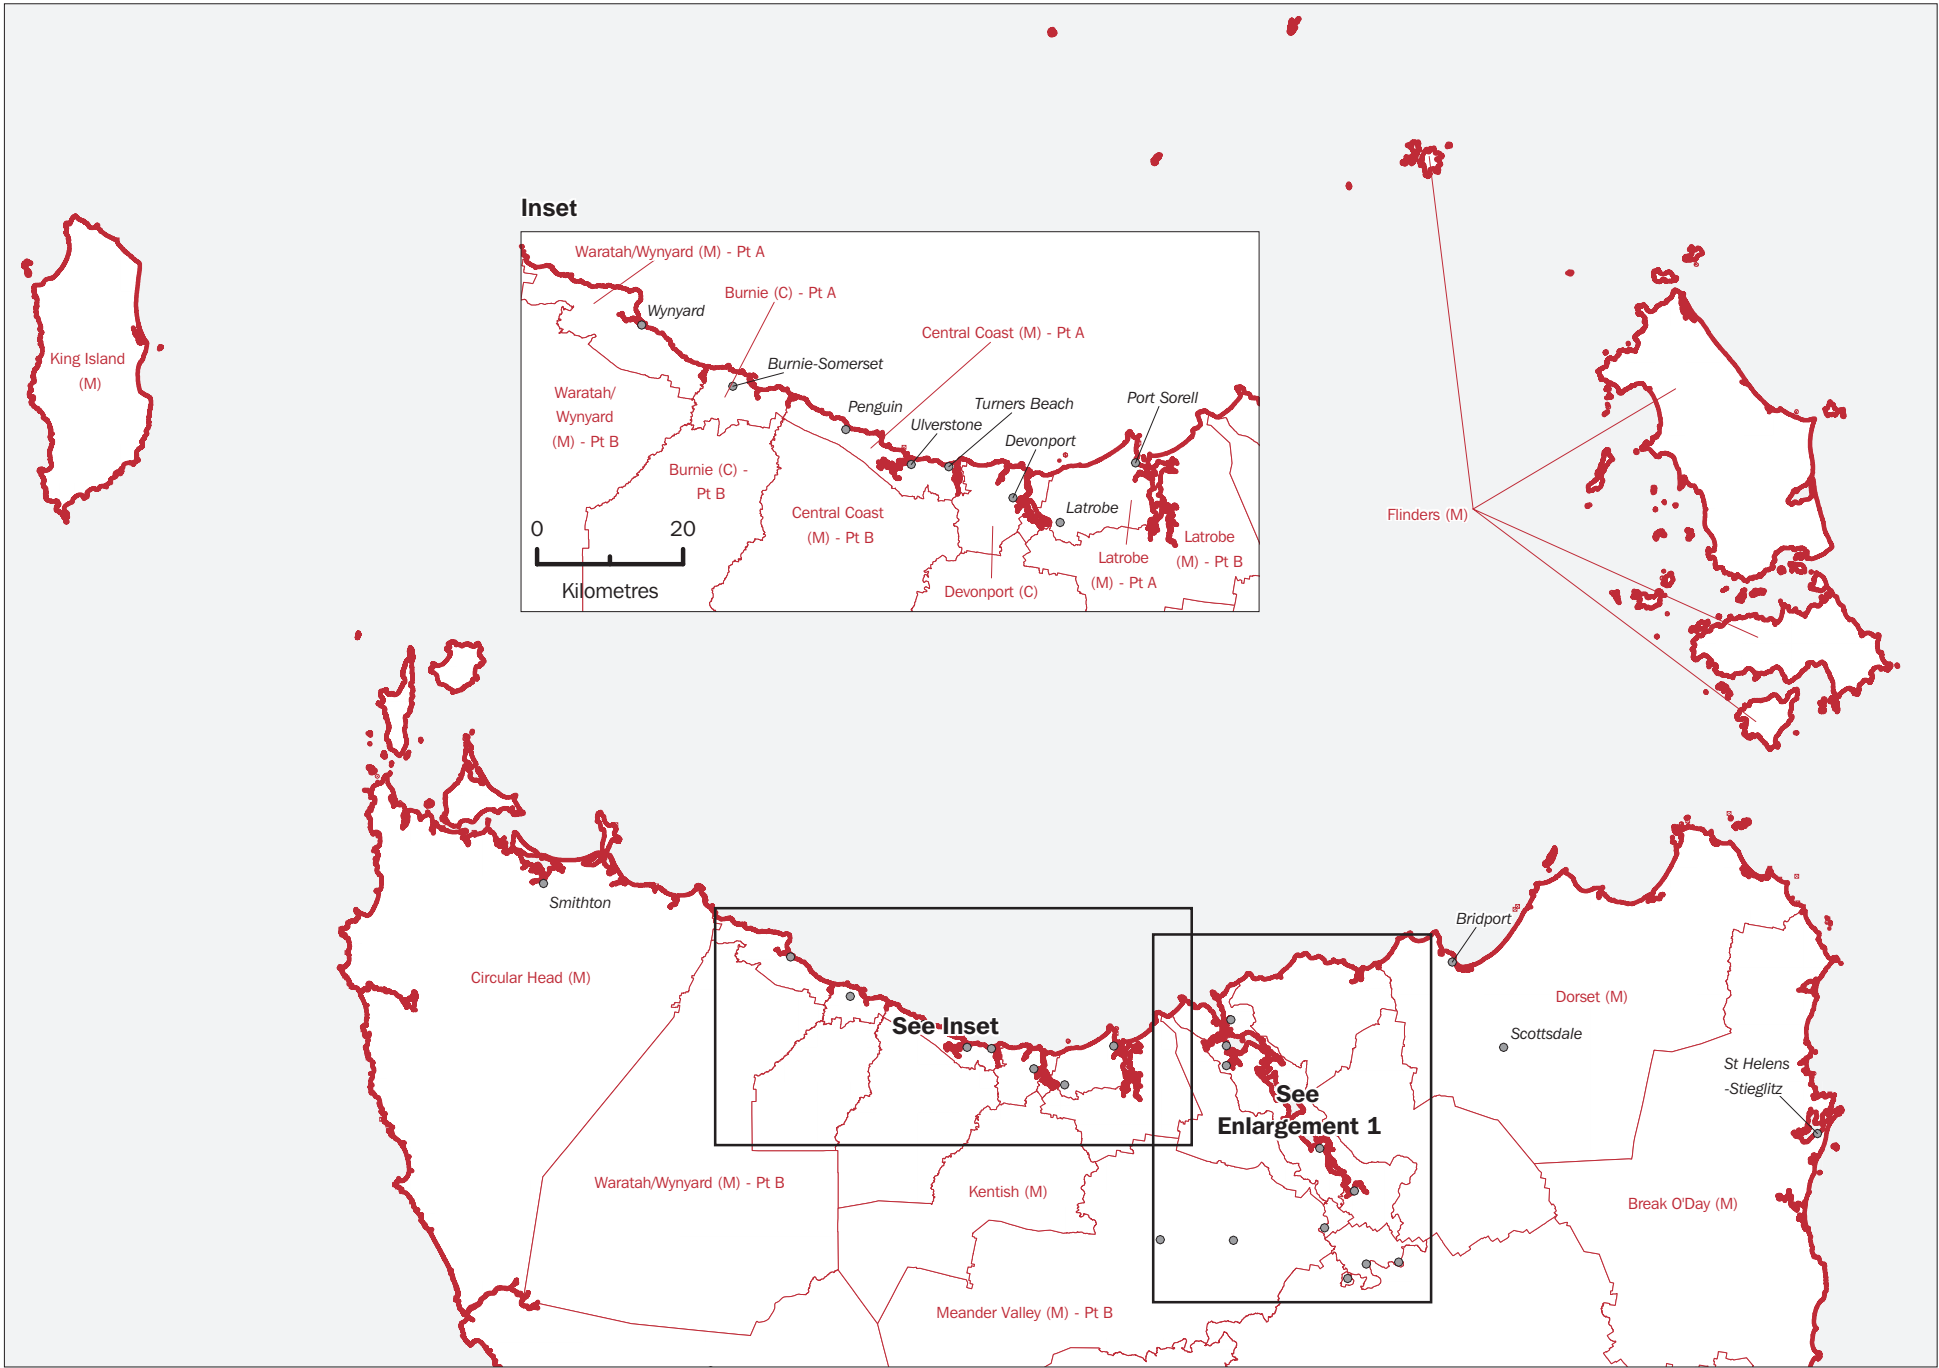 Inset
Waratah/Wynyard (M) - Pt A
Burnie (C) - Pt A
Wynyard
Central Coast (M) - Pt A
Burnie-Somerset
Waratah/
Wynyard
(M) - Pt B
Penguin
Ulverstone
Turners Beach
Port Sorell
Devonport
Burnie (C) -
Pt B
Central Coast
(M) - Pt B
Latrobe
Latrobe
(M) - Pt A
Latrobe
(M) - Pt B
Devonport (C)
0
20
Kilometres
King Island
(M)
Flinders (M)
Smithton
Circular Head (M)
See Inset
Bridport
Dorset (M)
Scottsdale
St Helens
-Stieglitz
See
Enlargement 1
Waratah/Wynyard (M) - Pt B
Kentish (M)
Break O'Day (M)
Meander Valley (M) - Pt B